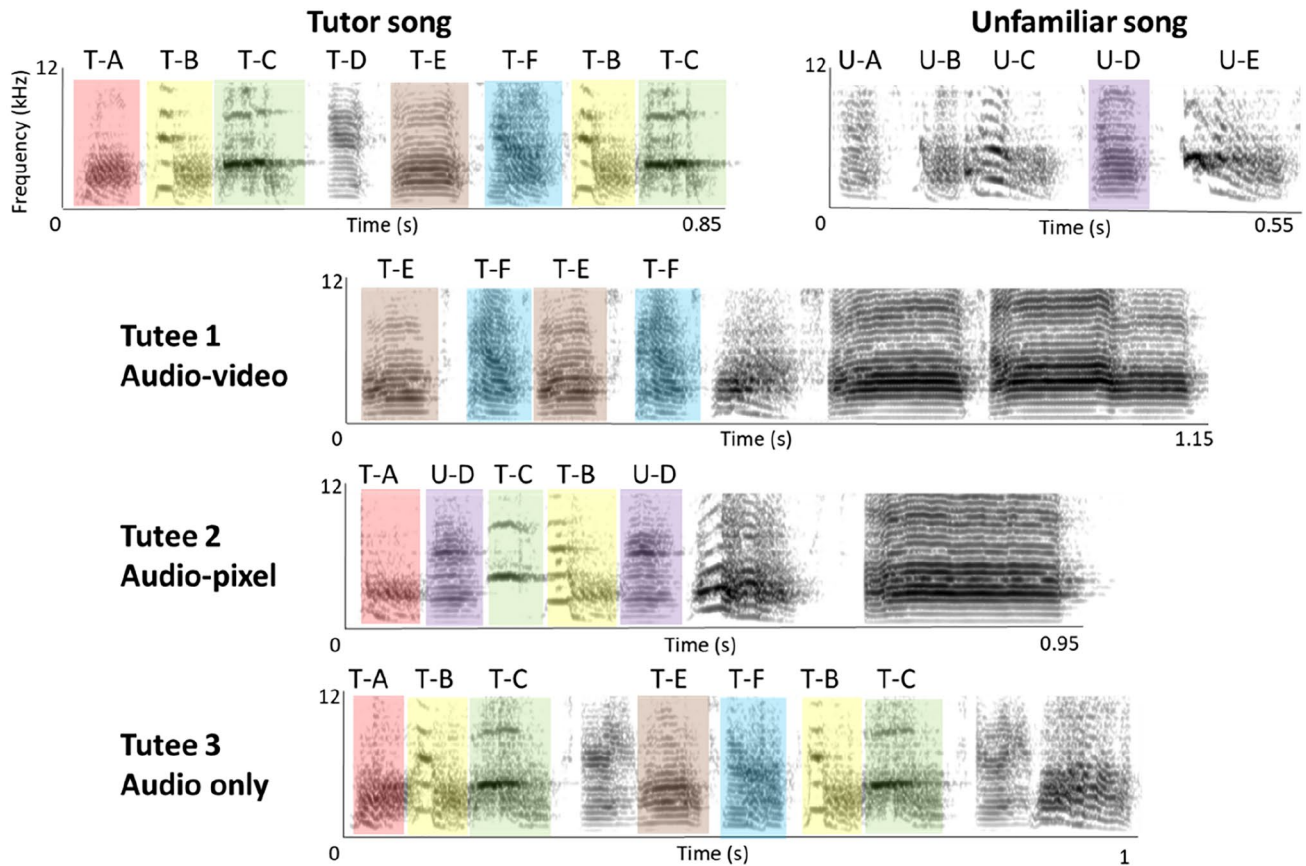 Tutor song
Unfamiliar song
T-A T-B T-C T-D T-E T-F T-B T-C
U-A U-B U-C U-D U-E
12
Frequency (kHz)
0 Time (s) 0.85
12
0 Time (s) 0.55
T-E T-F T-E T-F
12
Tutee 1
Audio-video
0 Time (s) 1.15
T-A U-D T-C T-B U-D
12
Tutee 2
Audio-pixel
0 Time (s) 0.95
T-A T-B T-C T-E T-F T-B T-C
12
Tutee 3
Audio only
0 Time (s) 1